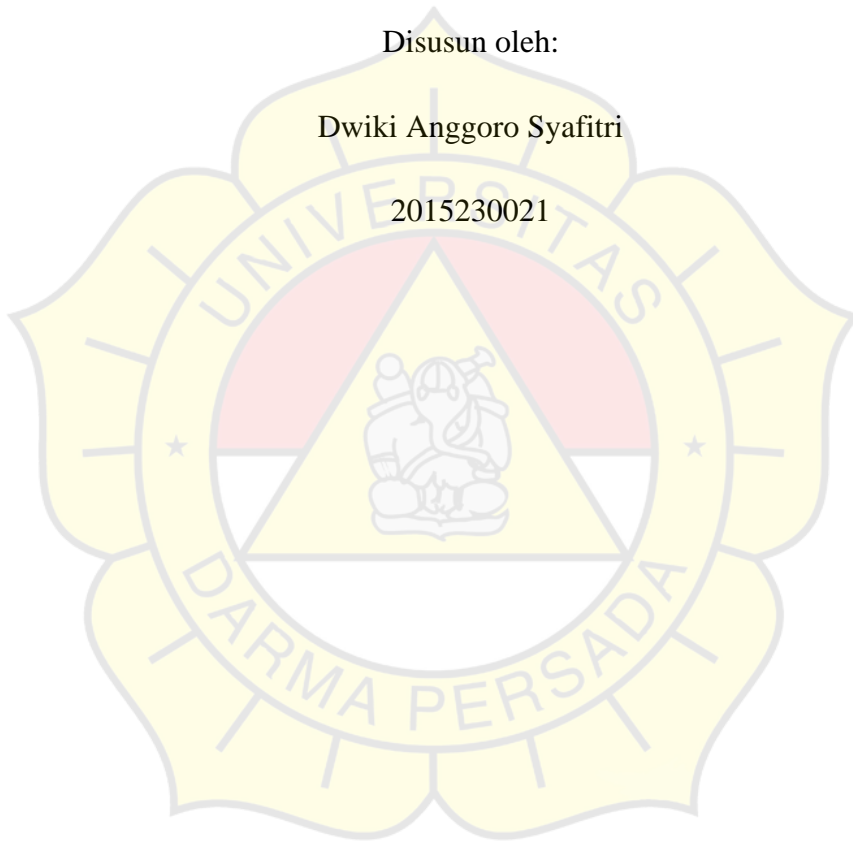 Disusun oleh:
Dwiki Anggoro Syafitri
2015230021
UNIVERSITAS
DARMA PERSADA